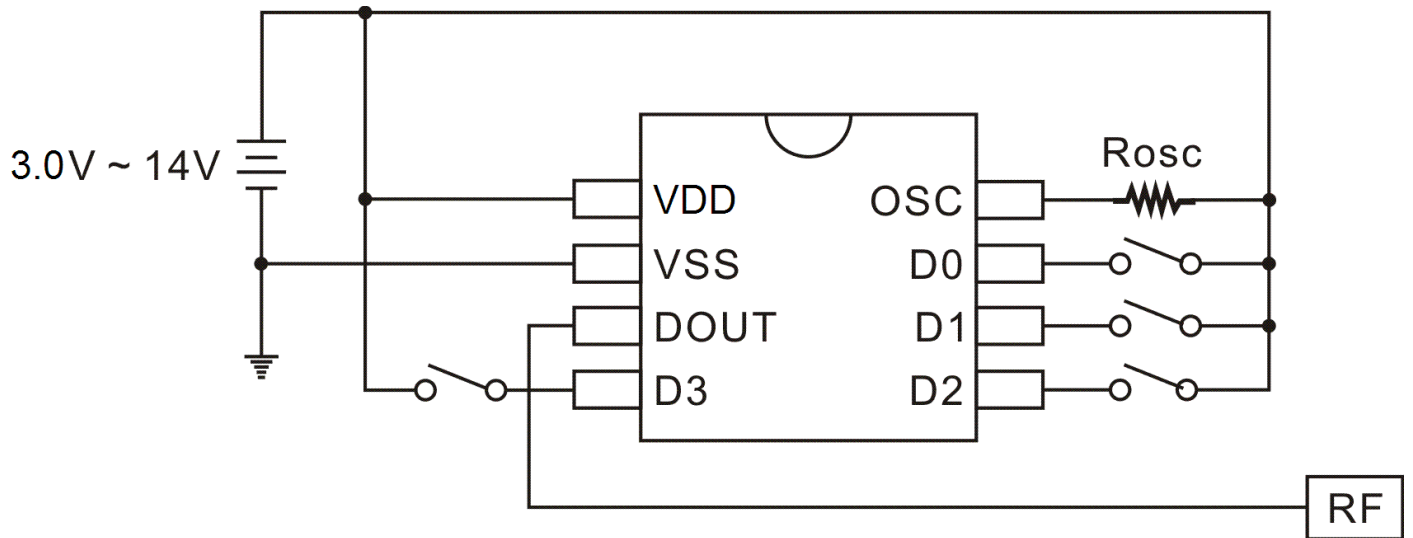 Rosc
3.0V ~ 14V
VDD OSC
VSS D0
DOUT D1
D3 D2
RF